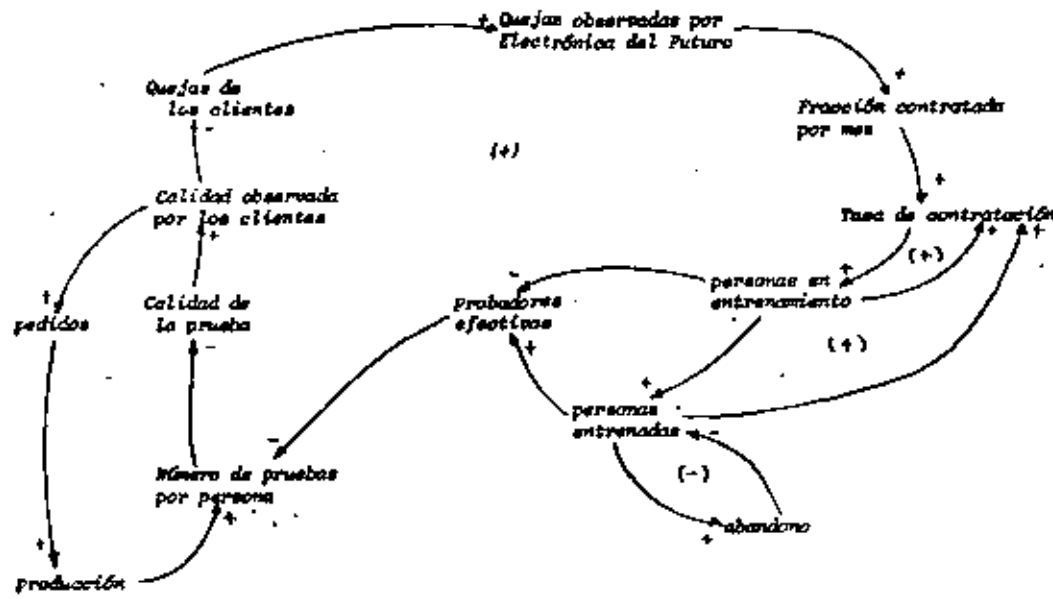 + Quejas observadas por
Electrónica del Futuro
+
Quejas de
los clientes
+ -
Fracción contratada
por mes
(+)
+
Calidad observada
por los clientes
+
Tasa de contratación
+ +
(+)
+
personas en
entrenamiento
-
Probadores
efectivos
+
Calidad de
la prueba
-
+
pedidos
(+)
+
personas
entrenadas
-
(-)
-
Número de pruebas
por persona
+
+ abandono
+
producción